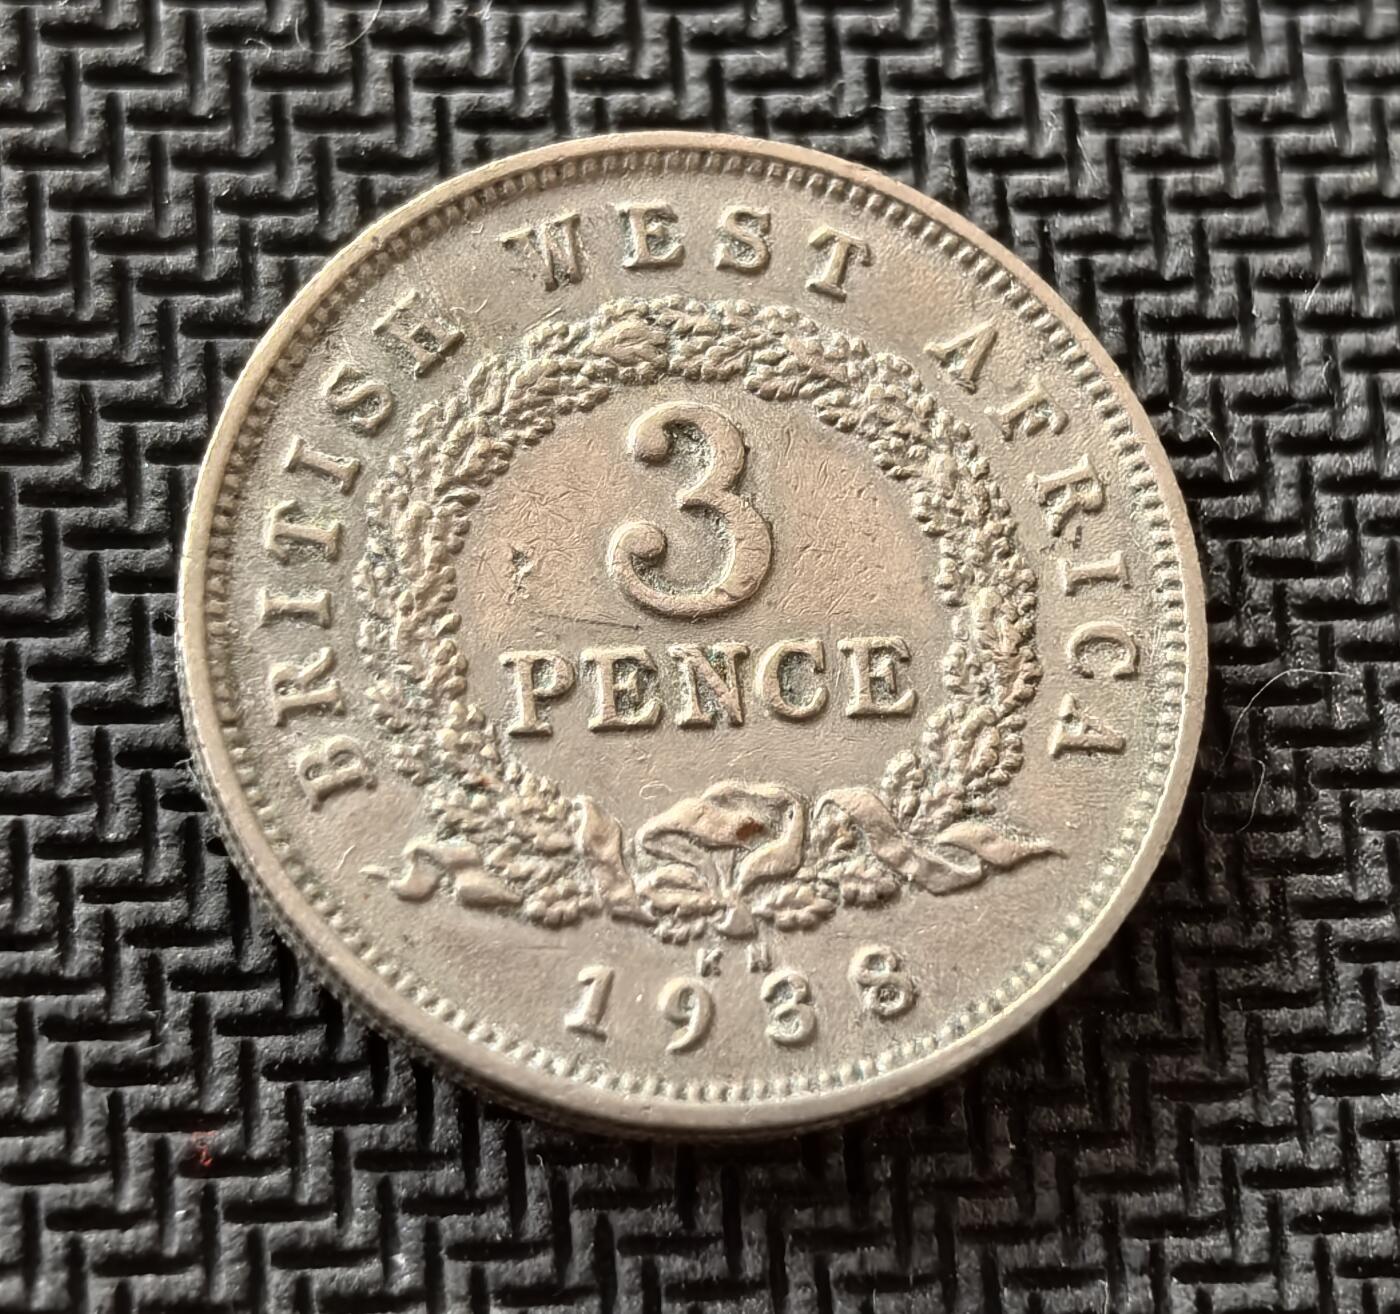 BRITISH WEST AFRICA
3
PENCE
KN
1938